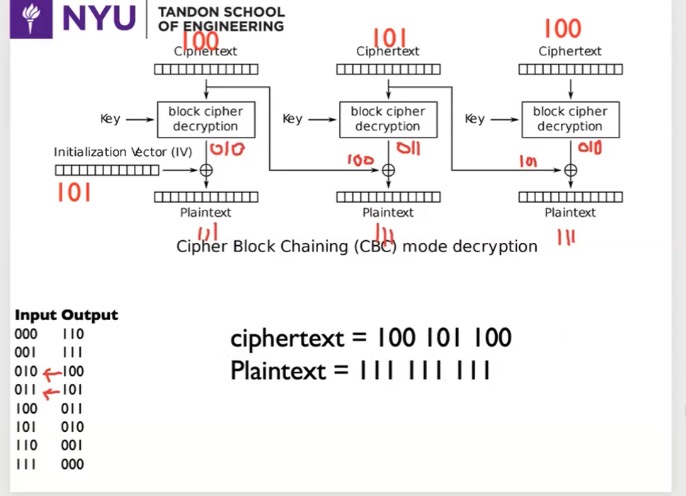 NYU TANDON SCHOOL
OF ENGINEERING
100 101 100
Ciphertext Ciphertext Ciphertext
Key block cipher decryption Key block cipher decryption Key block cipher decryption
Initialization Vector (IV) 010 100 011 101 010
101
Plaintext Plaintext Plaintext
111 111 111
Cipher Block Chaining (CBC) mode decryption
Input Output
000 110
001 111
010 100
011 101
100 011
101 010
110 001
111 000
ciphertext = 100 101 100
Plaintext = 111 111 111